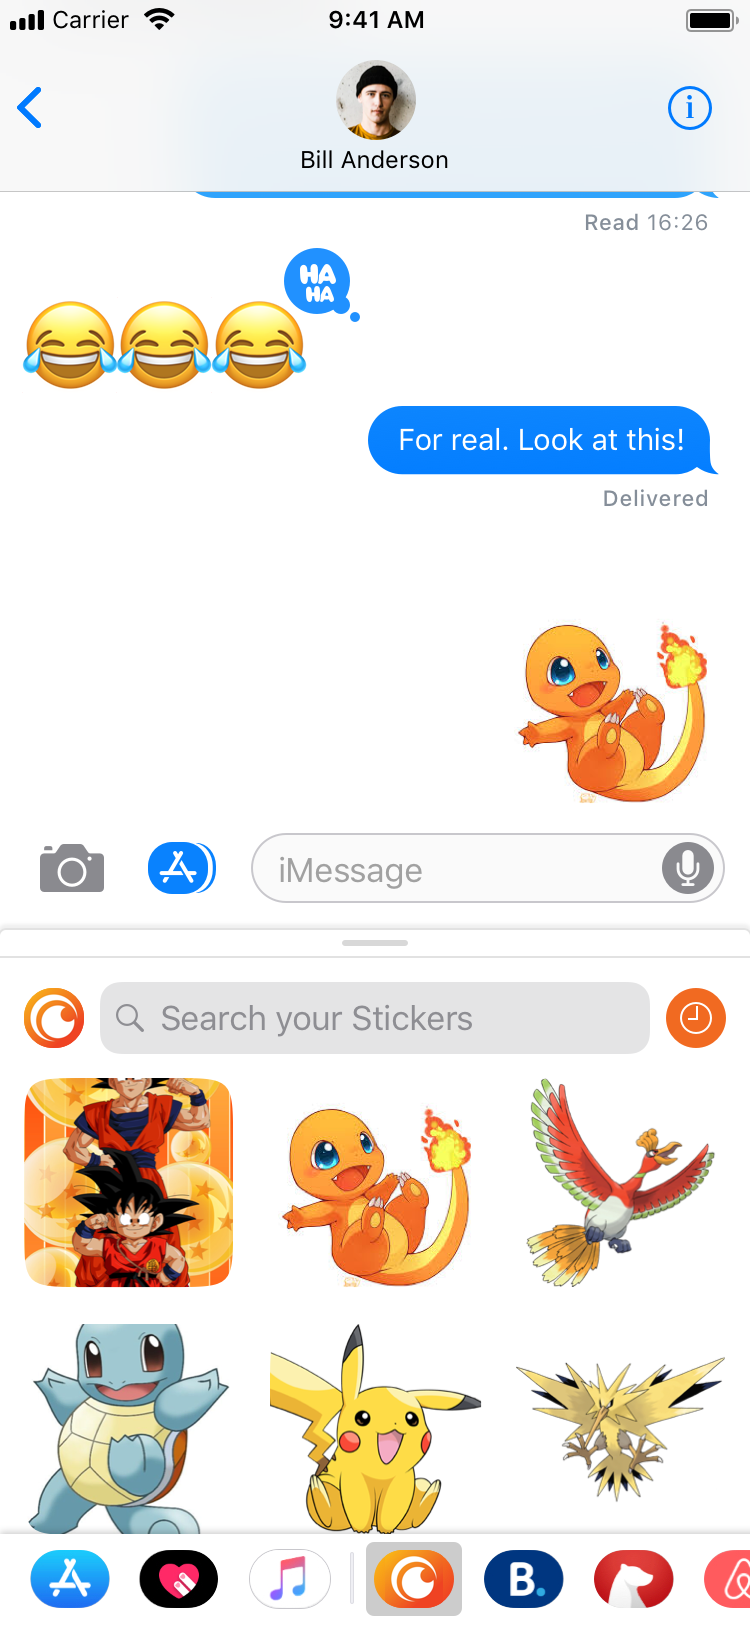 Carrier 9:41 AM
Bill Anderson
Read 16:26
HA
HA
For real. Look at this!
Delivered
iMessage
Search your Stickers
B.